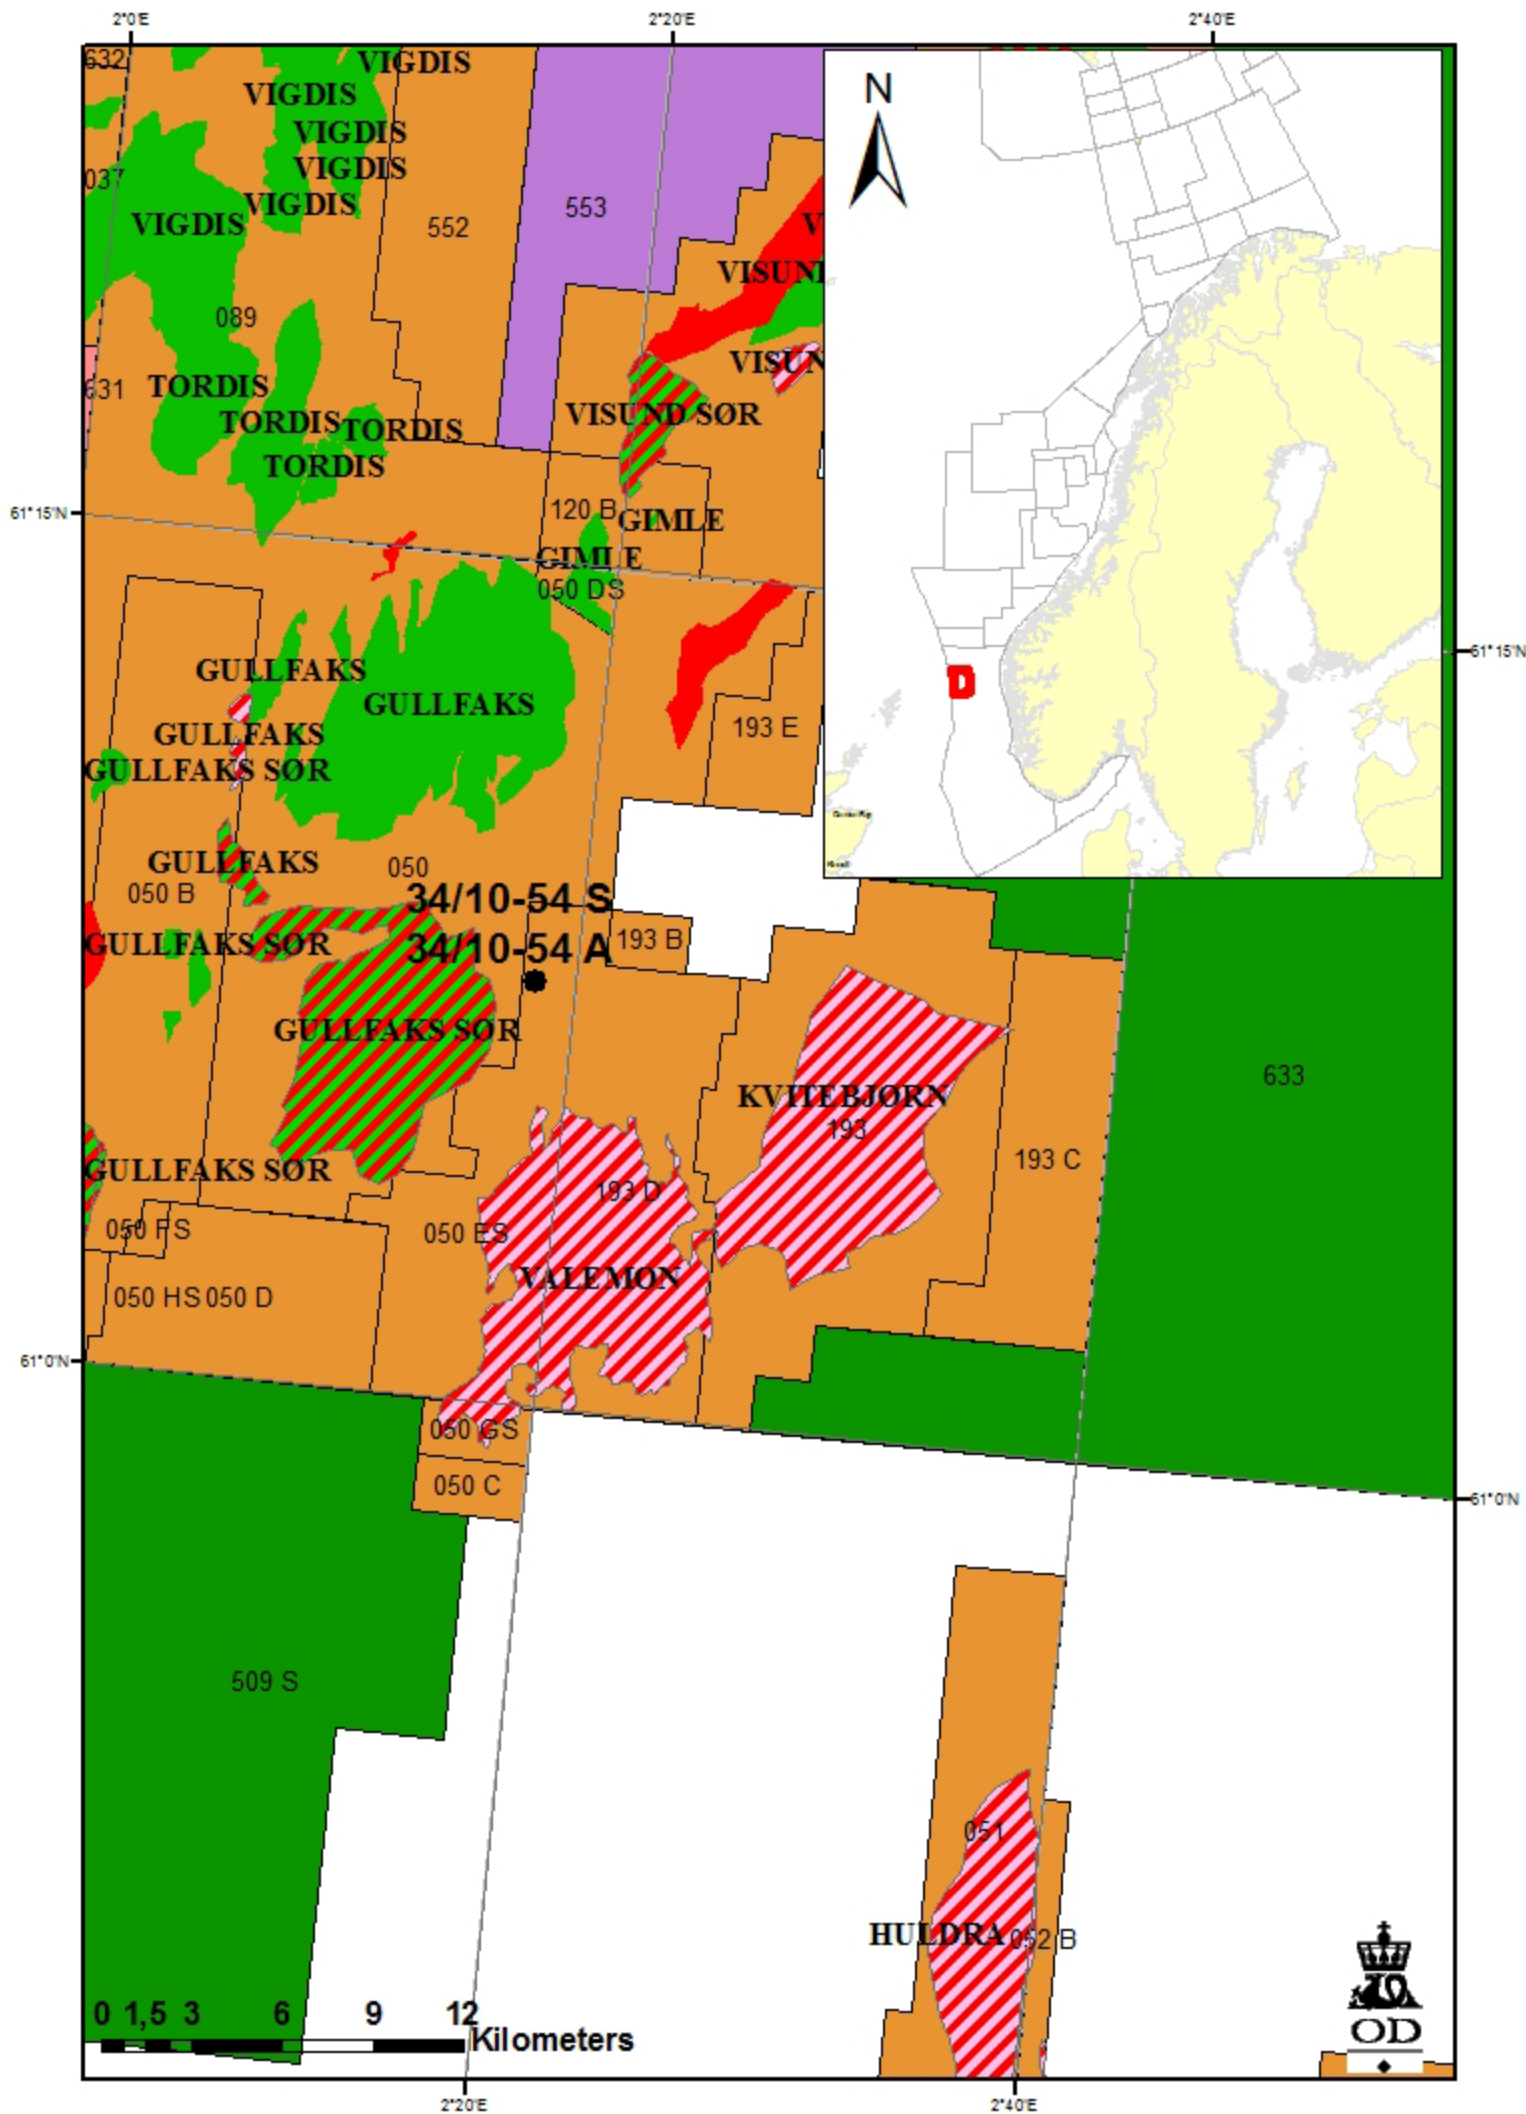 2°0'E
2°20'E
2°40'E
632
VIGDIS
VIGDIS
VIGDIS
VIGDIS
VIGDIS
VIGDIS
037
552
553
N
V
VISUND
089
VISUN
631
TORDIS
TORDIS
TORDIS
TORDIS
VISUND SØR
61°15'N
120 B
GIMLE
GIMLE
050 DS
61°15'N
GULLFAKS
GULLFAKS
GULLFAKS
GULLFAKS SØR
193 E
GULLFAKS
050
050 B
34/10-54 S
193 B
GULLFAKS SØR
34/10-54 A
GULLFAKS SØR
633
KVITEBJØRN
193
193 C
GULLFAKS SØR
193 D
050 FS
050 ES
VALEMON
050 HS
050 D
61°0'N
050 GS
050 C
61°0'N
509 S
051
HULDRA
052 B
0 1,5 3 6 9 12
Kilometers
OD
2°20'E
2°40'E